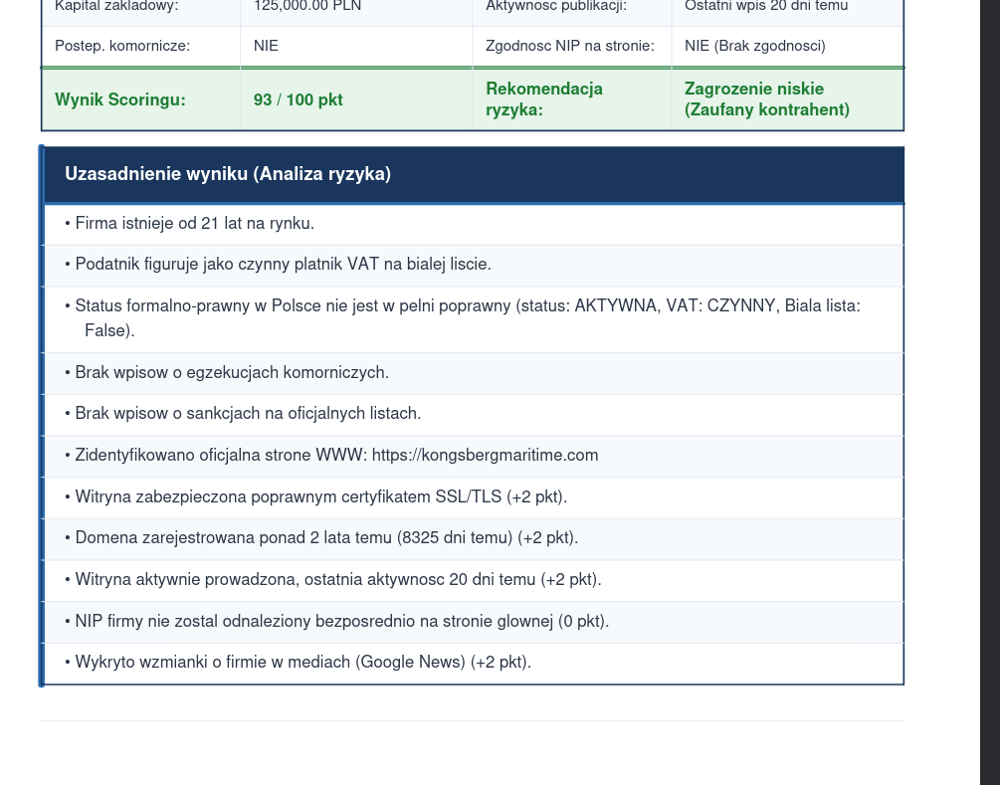 Kapital zakladowy: 125,000.00 PLN Aktywnosc publikacji: Ostatni wpis 20 dni temu
Postep. komornicze: NIE Zgodnosc NIP na stronie: NIE (Brak zgodnosci)
Wynik Scoringu: 93 / 100 pkt Rekomendacja ryzyka: Zagrozenie niskie (Zaufany kontrahent)
Uzasadnienie wyniku (Analiza ryzyka)
• Firma istnieje od 21 lat na rynku.
• Podatnik figuruje jako czynny platnik VAT na bialej liscie.
• Status formalno-prawny w Polsce nie jest w pelni poprawny (status: AKTYWNA, VAT: CZYNNY, Biala lista:
False).
• Brak wpisow o egzekucjach komorniczych.
• Brak wpisow o sankcjach na oficjalnych listach.
• Zidentyfikowano oficjalna strone WWW: https://kongsbergmaritime.com
• Witryna zabezpieczona poprawnym certyfikatem SSL/TLS (+2 pkt).
• Domena zarejestrowana ponad 2 lata temu (8325 dni temu) (+2 pkt).
• Witryna aktywnie prowadzona, ostatnia aktywnosc 20 dni temu (+2 pkt).
• NIP firmy nie zostal odnaleziony bezposrednio na stronie glownej (0 pkt).
• Wykryto wzmianki o firmie w mediach (Google News) (+2 pkt).